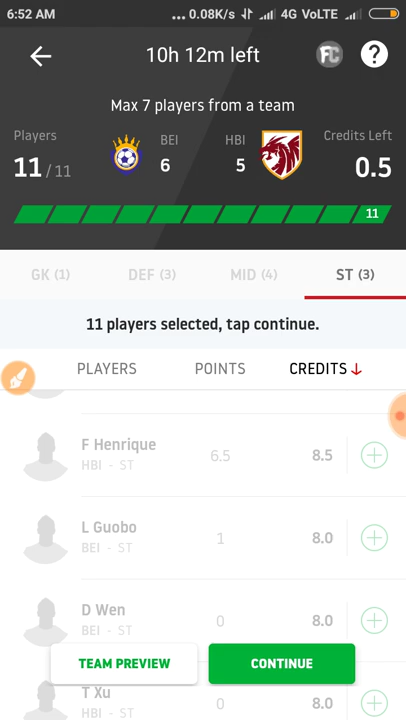 6:52 AM ... 0.08K/s 4G VoLTE
10h 12m left FC ?
Max 7 players from a team
Players BEI HBI Credits Left
11 / 11 6 5 0.5
11
GK (1) DEF (3) MID (4) ST (3)
11 players selected, tap continue.
PLAYERS POINTS CREDITS ↓
F Henrique 6.5 8.5
HBI - ST
L Guobo 1 8.0
BEI - ST
D Wen 0 8.0
BEI - ST
TEAM PREVIEW CONTINUE
T Xu 0 8.0
HBI - ST